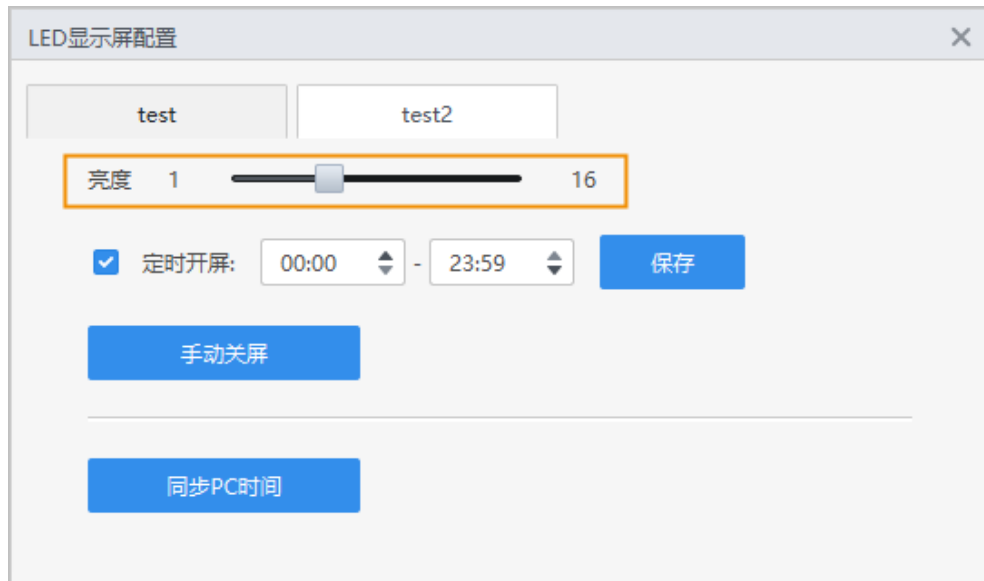 LED显示屏配置
test test2
亮度 1 16
定时开屏: 00:00 - 23:59 保存
手动关屏
同步PC时间